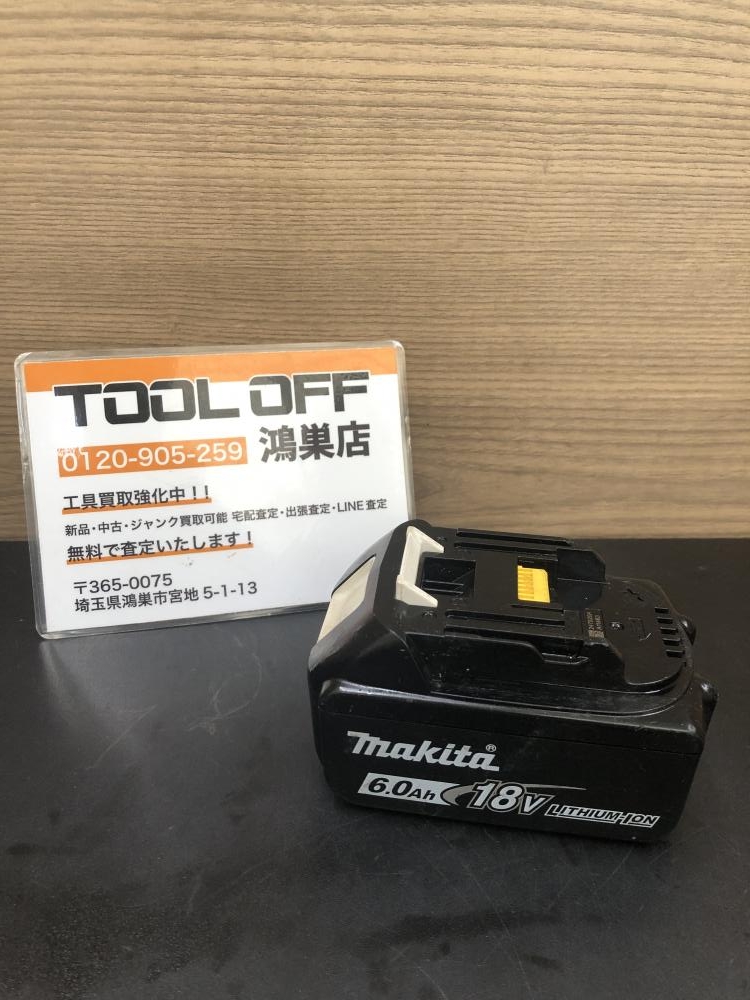 TOOL OFF
0120-905-259 鴻巣店
工具買取強化中！！
新品・中古・ジャンク買取可能 宅配査定・出張査定・LINE査定
無料で査定いたします！
〒365-0075
埼玉県鴻巣市宮地 5-1-13
makita®
6.0Ah 18V LITHIUM-ION